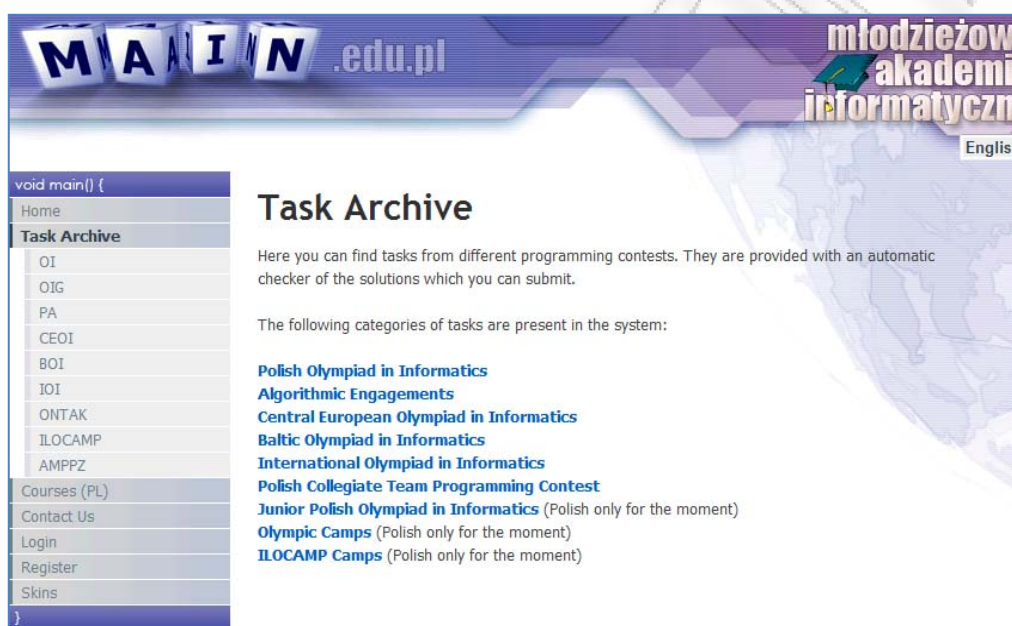 MAIN.edu.pl
młodzieżow
akademi
informatyczn
Englis
void main() {
Home
Task Archive
OI
OIG
PA
CEOI
BOI
IOI
ONTAK
ILOCAMP
AMPPZ
Courses (PL)
Contact Us
Login
Register
Skins
}
Task Archive
Here you can find tasks from different programming contests. They are provided with an automatic
checker of the solutions which you can submit.
The following categories of tasks are present in the system:
Polish Olympiad in Informatics
Algorithmic Engagements
Central European Olympiad in Informatics
Baltic Olympiad in Informatics
International Olympiad in Informatics
Polish Collegiate Team Programming Contest
Junior Polish Olympiad in Informatics (Polish only for the moment)
Olympic Camps (Polish only for the moment)
ILOCAMP Camps (Polish only for the moment)